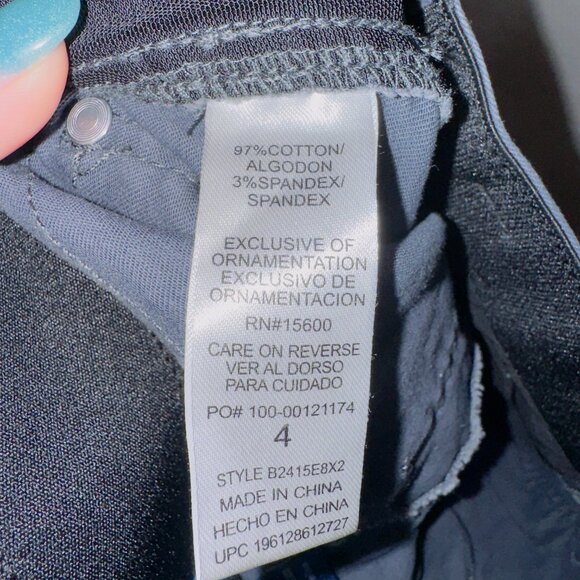 97%COTTON/
ALGODON
3%SPANDEX/
SPANDEX
EXCLUSIVE OF
ORNAMENTATION
EXCLUSIVO DE
ORNAMENTACION
RN#15600
CARE ON REVERSE
VER AL DORSO
PARA CUIDADO
PO# 100-00121174
4
STYLE B2415E8X2
MADE IN CHINA
HECHO EN CHINA
UPC 196128612727